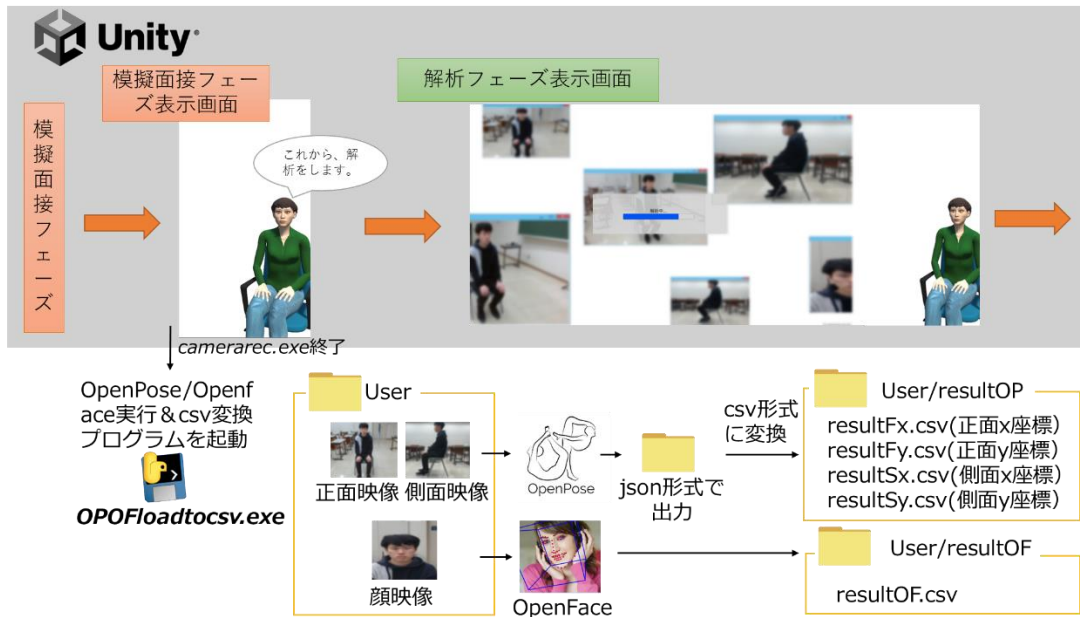 Unity
模擬面接フェーズ
模擬面接フェー
ズ表示画面
これから、解
析をします。
解析フェーズ表示画面
camerarec.exe終了
OpenPose/Openf
ace実行＆csv変換
プログラムを起動
OPOFloadtocsv.exe
User
正面映像
側面映像
顔映像
OpenPose
OpenFace
json形式で
出力
csv形式
に変換
User/resultOP
resultFx.csv(正面x座標)
resultFy.csv(正面y座標)
resultSx.csv(側面x座標)
resultSy.csv(側面y座標)
User/resultOF
resultOF.csv